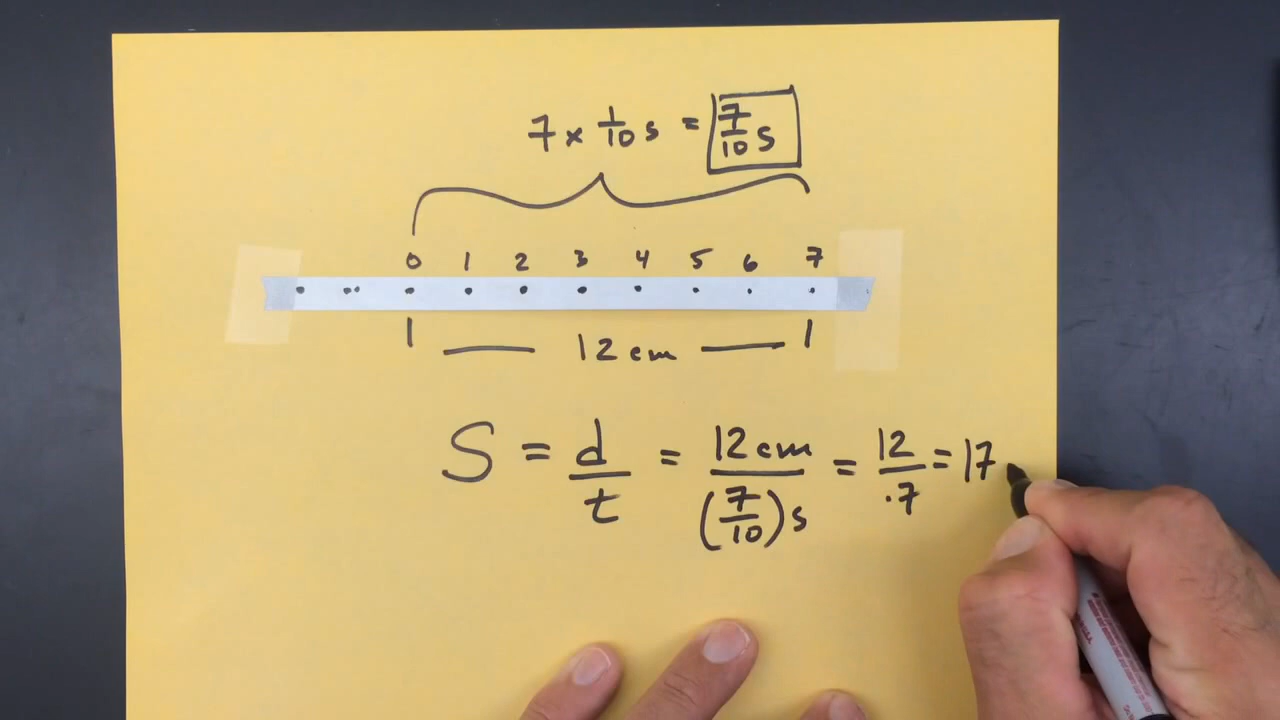 7 x 1/10 s = 7/10 s
0 1 2 3 4 5 6 7
12 cm
S = d/t = 12 cm/(7/10)s = 12/.7 = 17